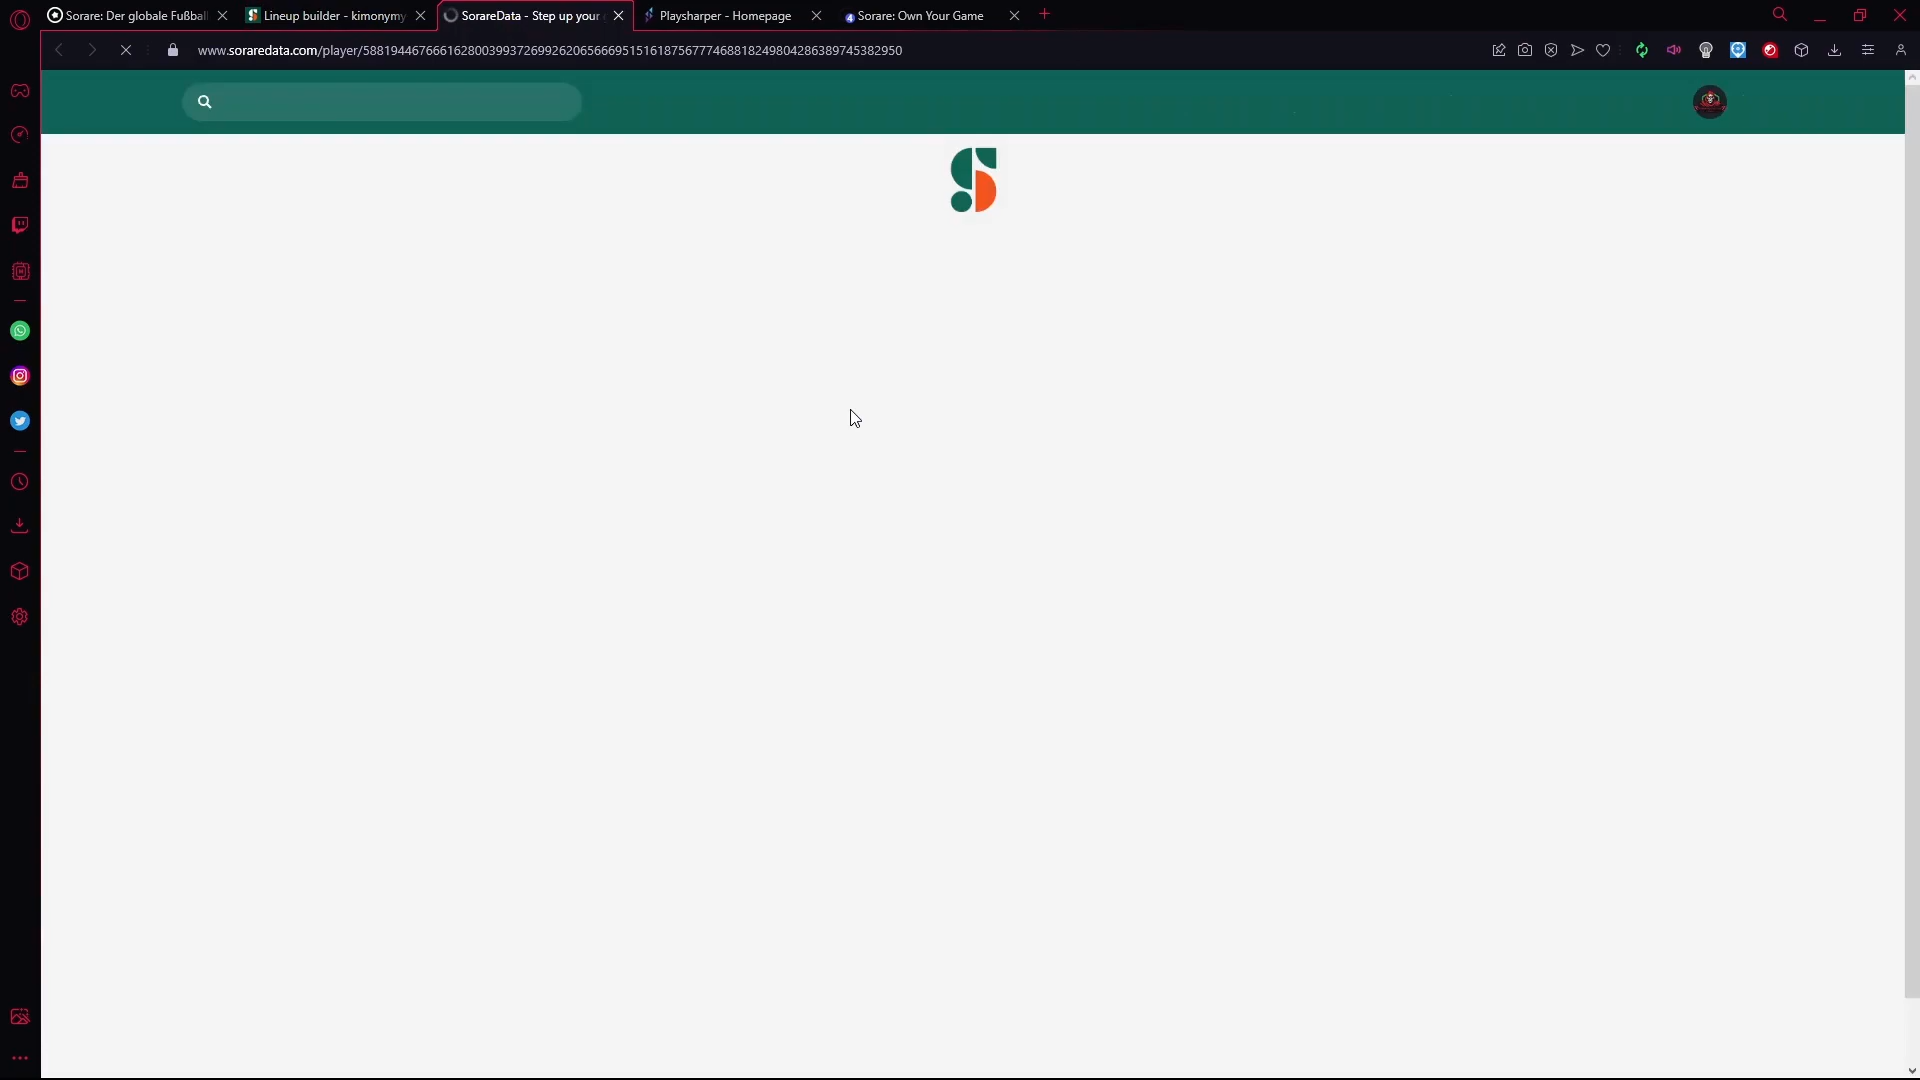 Sorare: Der globale Fußball
Lineup builder - kimonymy
SorareData - Step up your
Playsharper - Homepage
4
Sorare: Own Your Game
www.soraredata.com/player/58819446766616280039937269926206566695151618756777468818249804286389745382950